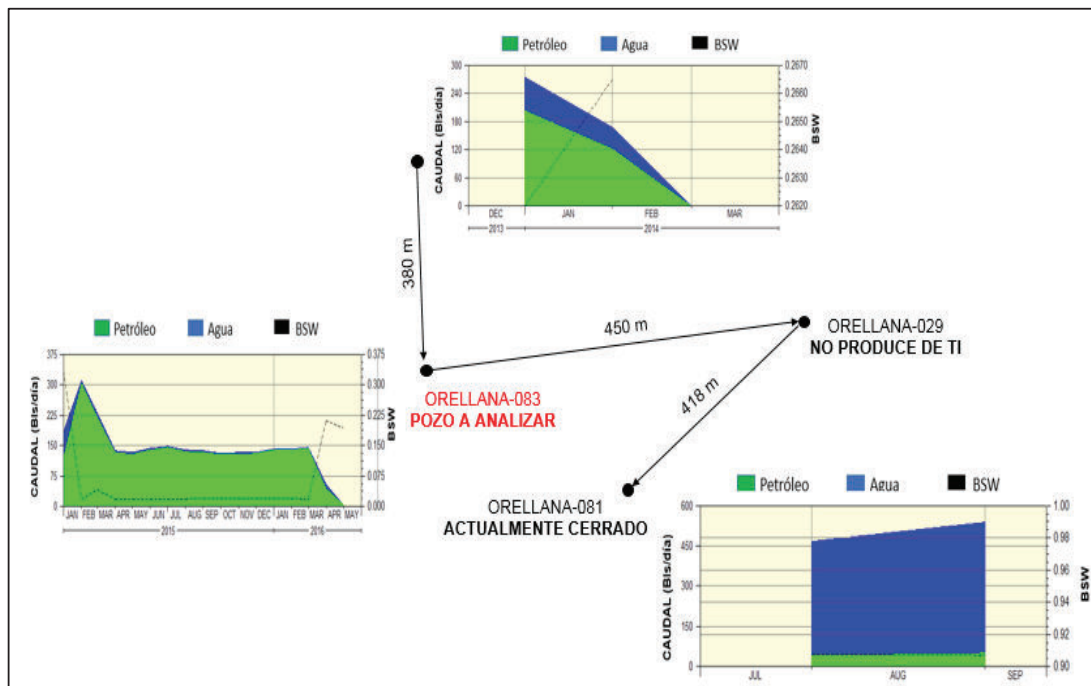 Petróleo Agua BSW
CAUDAL (Bls/día)
300
240
180
120
60
0
0.2670
0.2660
0.2650
0.2640
0.2630
0.2620
BSW
DEC JAN FEB MAR
2013 2014
380 m
450 m
ORELLANA-029
NO PRODUCE DE TI
418 m
ORELLANA-083
POZO A ANALIZAR
Petróleo Agua BSW
CAUDAL (Bls/día)
375
300
225
150
75
0
0.375
0.300
0.225
0.150
0.075
0.000
BSW
JAN FEB MAR APR MAY JUN JUL AUG SEP OCT NOV DEC JAN FEB MAR APR MAY
2015 2016
ORELLANA-081
ACTUALMENTE CERRADO
Petróleo Agua BSW
CAUDAL (Bls/día)
600
450
300
150
0
1.00
0.98
0.96
0.94
0.92
0.90
BSW
JUL AUG SEP